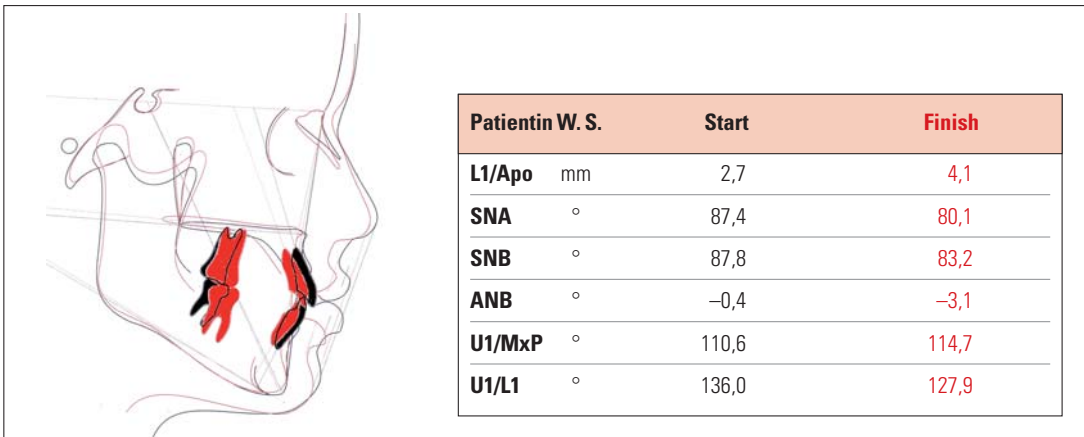 Patientin W. S. Start Finish
L1/Apo mm 2,7 4,1
SNA ° 87,4 80,1
SNB ° 87,8 83,2
ANB ° –0,4 –3,1
U1/MxP ° 110,6 114,7
U1/L1 ° 136,0 127,9